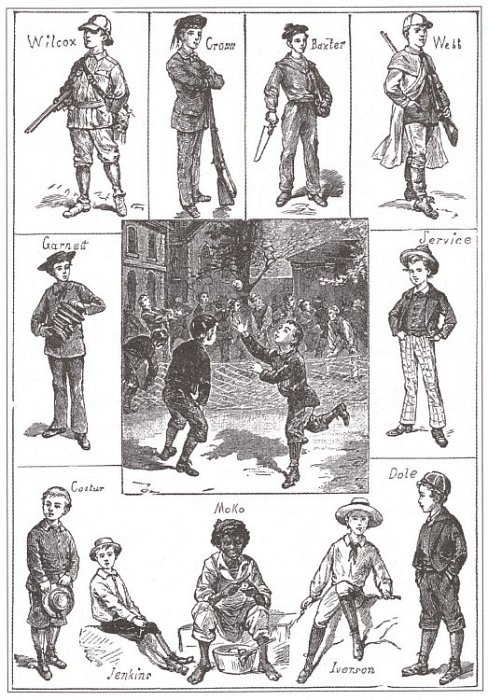 Wilcox
Cross
Baxter
Webb
Garnett
Service
Costar
Moko
Dole
Jenkins
Iverson